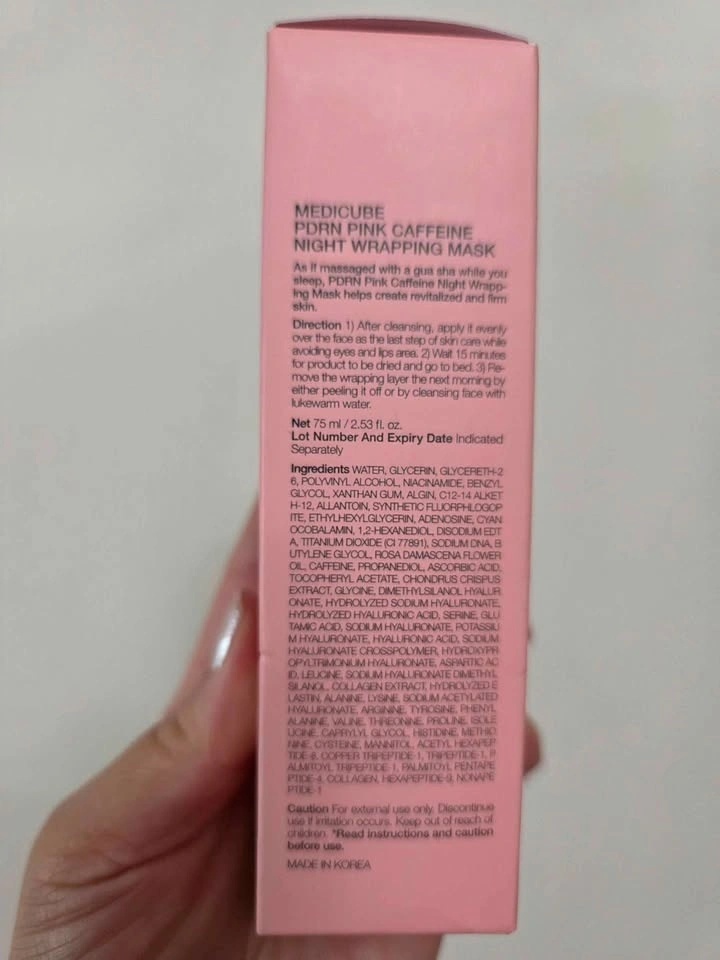 MEDICUBE
PDRN PINK CAFFEINE
NIGHT WRAPPING MASK
As if massaged with a gua sha while you
sleep, PDRN Pink Caffeine Night Wrapp-
ing Mask helps create revitalized and firm
skin.
Direction 1) After cleansing, apply it evenly
over the face as the last step of skin care while
avoiding eyes and lips area. 2) Wait 15 minutes
for product to be dried and go to bed. 3) Re-
move the wrapping layer the next morning by
either peeling it off or by cleansing face with
lukewarm water.
Net 75 ml / 2.53 fl. oz.
Lot Number And Expiry Date Indicated
Separately
Ingredients WATER, GLYCERIN, GLYCERETH-2
6, POLYVINYL ALCOHOL, NIACINAMIDE, BENZYL
GLYCOL, XANTHAN GUM, ALGIN, C12-14 ALKET
H-12, ALLANTOIN, SYNTHETIC FLUORPHLOGOP
ITE, ETHYLHEXYLGLYCERIN, ADENOSINE, CYAN
OCOBALAMIN, 1,2-HEXANEDIOL, DISODIUM EDT
A, TITANIUM DIOXIDE (CI 77891), SODIUM DNA, B
UTYLENE GLYCOL, ROSA DAMASCENA FLOWER
OIL, CAFFEINE, PROPANEDIOL, ASCORBIC ACID,
TOCOPHERYL ACETATE, CHONDRUS CRISPUS
EXTRACT, GLYCINE, DIMETHYLSILANOL HYALUR
ONATE, HYDROLYZED SODIUM HYALURONATE,
HYDROLYZED HYALURONIC ACID, SERINE, GLU
TAMIC ACID, SODIUM HYALURONATE, POTASSIU
M HYALURONATE, HYALURONIC ACID, SODIUM
HYALURONATE CROSSPOLYMER, HYDROXYPR
OPYLTRIMONIUM HYALURONATE, ASPARTIC AC
ID, LEUCINE, SODIUM HYALURONATE DIMETHYL
SILANOL, COLLAGEN EXTRACT, HYDROLYZED E
LASTIN, ALANINE, LYSINE, SODIUM ACETYLATED
HYALURONATE, ARGININE, TYROSINE, PHENYL
ALANINE, VALINE, THREONINE, PROLINE, ISOLE
UCINE, CAPRYLYL GLYCOL, HISTIDINE, METHIO
NINE, CYSTEINE, MANNITOL, ACETYL HEXAPEP
TIDE-8, COPPER TRIPEPTIDE-1, TRIPEPTIDE-1, P
ALMITOYL TRIPEPTIDE-1, PALMITOYL PENTAPE
PTIDE-4, COLLAGEN, HEXAPEPTIDE-9, NONAPE
PTIDE-1
Caution For external use only. Discontinue
use if irritation occurs. Keep out of reach of
children. *Read instructions and caution
before use.
MADE IN KOREA